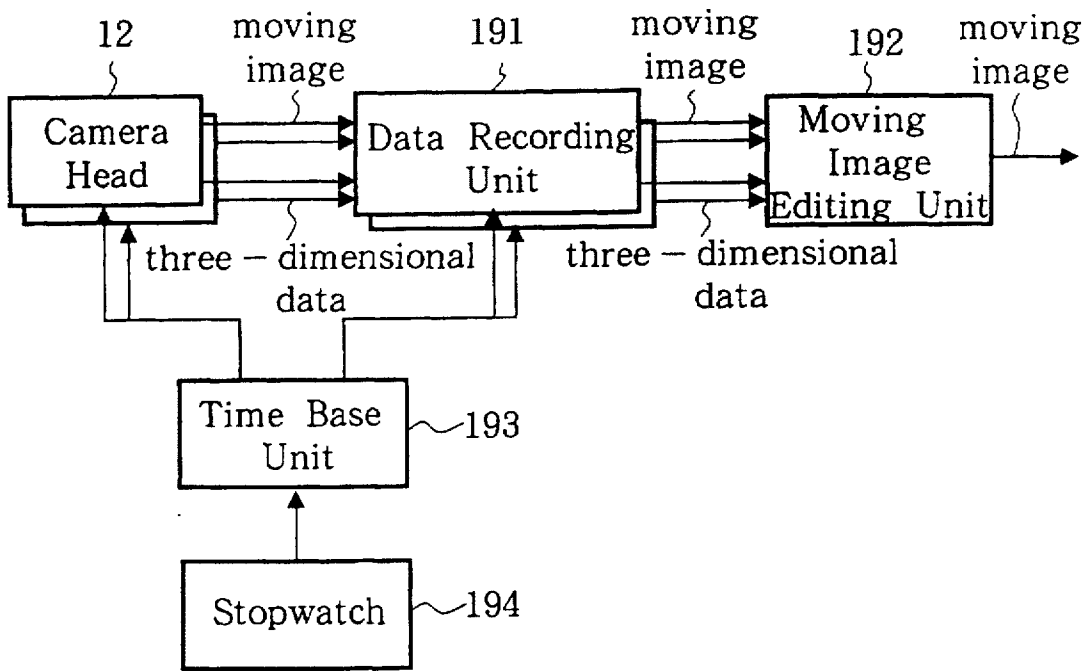 12
moving
image
191
moving
image
192
moving
image
Camera
Head
Data Recording
Unit
Moving
Image
Editing Unit
three – dimensional
data
three – dimensional
data
Time Base
Unit
193
Stopwatch
194